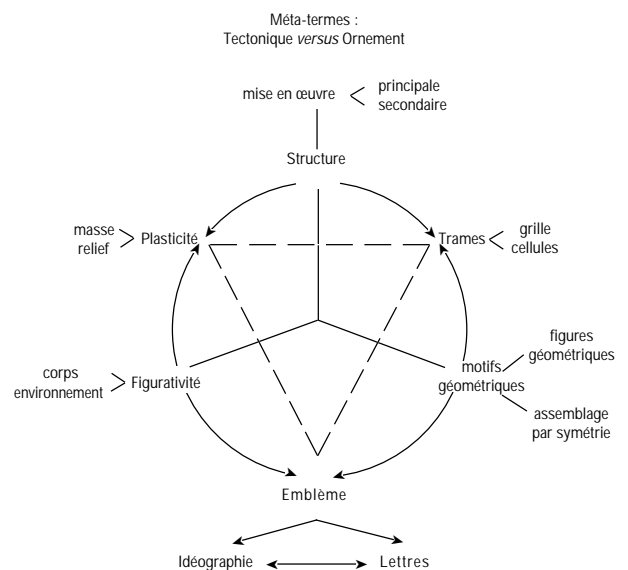 Méta-termes :
Tectonique versus Ornement
mise en œuvre
principale
secondaire
Structure
masse
relief
Plasticité
Trames
grille
cellules
corps
environnement
Figurativité
motifs
géométriques
figures
géométriques
assemblage
par symétrie
Emblème
Idéographie
Lettres